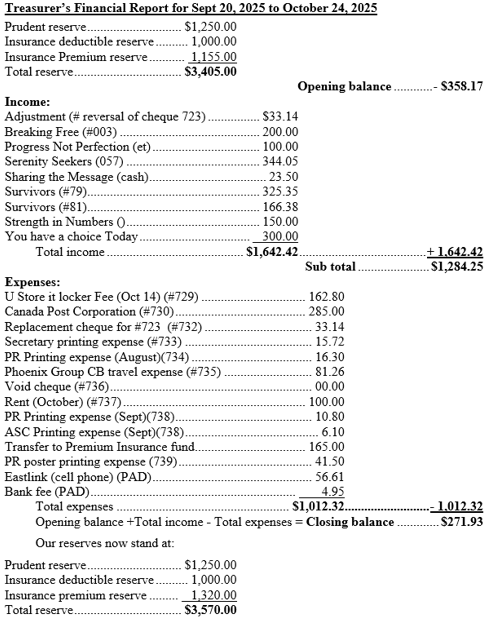 Treasurer's Financial Report for Sept 20, 2025 to October 24, 2025
Prudent reserve.......................... $1,250.00
Insurance deductible reserve.......... 1,000.00
Insurance Premium reserve........... 1,155.00
Total reserve.............................. $3,405.00
Opening balance ............- $358.17
Income:
Adjustment (# reversal of cheque 723) ............... $33.14
Breaking Free (#003) ........................................ 200.00
Progress Not Perfection (et)............................... 100.00
Serenity Seekers (057) ...................................... 344.05
Sharing the Message (cash)................................ 23.50
Survivors (#79)................................................ 325.35
Survivors (#81)................................................ 166.38
Strength in Numbers ()...................................... 150.00
You have a choice Today................................... 300.00
Total income........................................ $1,642.42........................................+ 1,642.42
Sub total ...................... $1,284.25
Expenses:
U Store it locker Fee (Oct 14) (#729) .............................. 162.80
Canada Post Corporation (#730)...................................... 285.00
Replacement cheque for #723 (#732) .............................. 33.14
Secretary printing expense (#733) ................................... 15.72
PR Printing expense (August)(734)................................... 16.30
Phoenix Group CB travel expense (#735) ......................... 81.26
Void cheque (#736)........................................................ 00.00
Rent (October) (#737)..................................................... 100.00
PR Printing expense (Sept)(738)....................................... 10.80
ASC Printing expense (Sept)(738)..................................... 6.10
Transfer to Premium Insurance fund................................. 165.00
PR poster printing expense (739)...................................... 41.50
Eastlink (cell phone) (PAD)............................................. 56.61
Bank fee (PAD).............................................................. 4.95
Total expenses .................................................. $1,012.32.........................- 1,012.32
Opening balance +Total income - Total expenses = Closing balance ............ $271.93
Our reserves now stand at:
Prudent reserve.......................... $1,250.00
Insurance deductible reserve.......... 1,000.00
Insurance premium reserve ......... 1,320.00
Total reserve.............................. $3,570.00